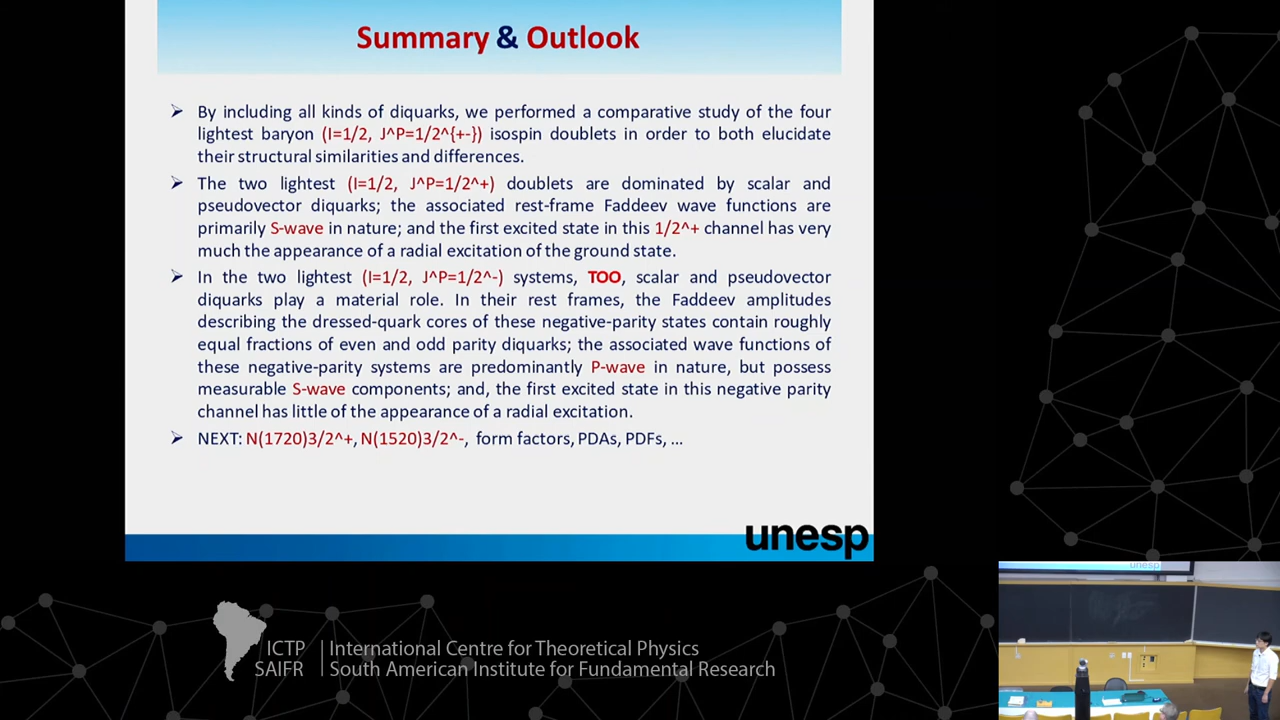 Summary & Outlook
By including all kinds of diquarks, we performed a comparative study of the four
lightest baryon (I=1/2, J^P=1/2^{+-}) isospin doublets in order to both elucidate
their structural similarities and differences.
The two lightest (I=1/2, J^P=1/2^+) doublets are dominated by scalar and
pseudovector diquarks; the associated rest-frame Faddeev wave functions are
primarily S-wave in nature; and the first excited state in this 1/2^+ channel has very
much the appearance of a radial excitation of the ground state.
In the two lightest (I=1/2, J^P=1/2^-) systems, TOO, scalar and pseudovector
diquarks play a material role. In their rest frames, the Faddeev amplitudes
describing the dressed-quark cores of these negative-parity states contain roughly
equal fractions of even and odd parity diquarks; the associated wave functions of
these negative-parity systems are predominantly P-wave in nature, but possess
measurable S-wave components; and, the first excited state in this negative parity
channel has little of the appearance of a radial excitation.
NEXT: N(1720)3/2^+, N(1520)3/2^-, form factors, PDAs, PDFs, ...
unesp
unesp
ICTP International Centre for Theoretical Physics
SAIFR South American Institute for Fundamental Research